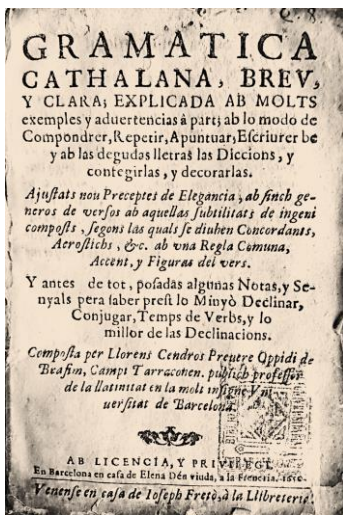 GRAMATICA
CATHALANA, BREV,
Y CLARA; EXPLICADA AB MOLTS
exemples y aduertencias à part; ab lo modo de
Compondrer, Repetir, Apuntuar, Escriurer be
y ab las degudas lletras las Diccions, y
contegirlas, y decorarlas.
Ajustats nou Preceptes de Elegancia, ab sinch ge-
neros de versos ab aquellas subtilitats de ingeni
composts, segons las quals se diuhen Concordants,
Acrostichs, &c. ab vna Regla Comuna,
Accent, y Figuras del vers.
Y antes de tot, posadas algunas Notas, y Se-
nyals pera saber prest lo Minyò Declinar,
Conjugar, Temps de Verbs, y lo
millor de las Declinacions.
Composta per Llorens Cendros Preuere Oppidi de
Beafim, Campi Tarraconen. publich professor
de la llatinitat en la molt insigne Vni
uersitat de Barcelona.
AB LICENCIA, Y PRIVILEGI.
En Barcelona en casa de Elena Dén viuda, a la
Venense en casa de Ioseph Fretò, à la Llibreteria.